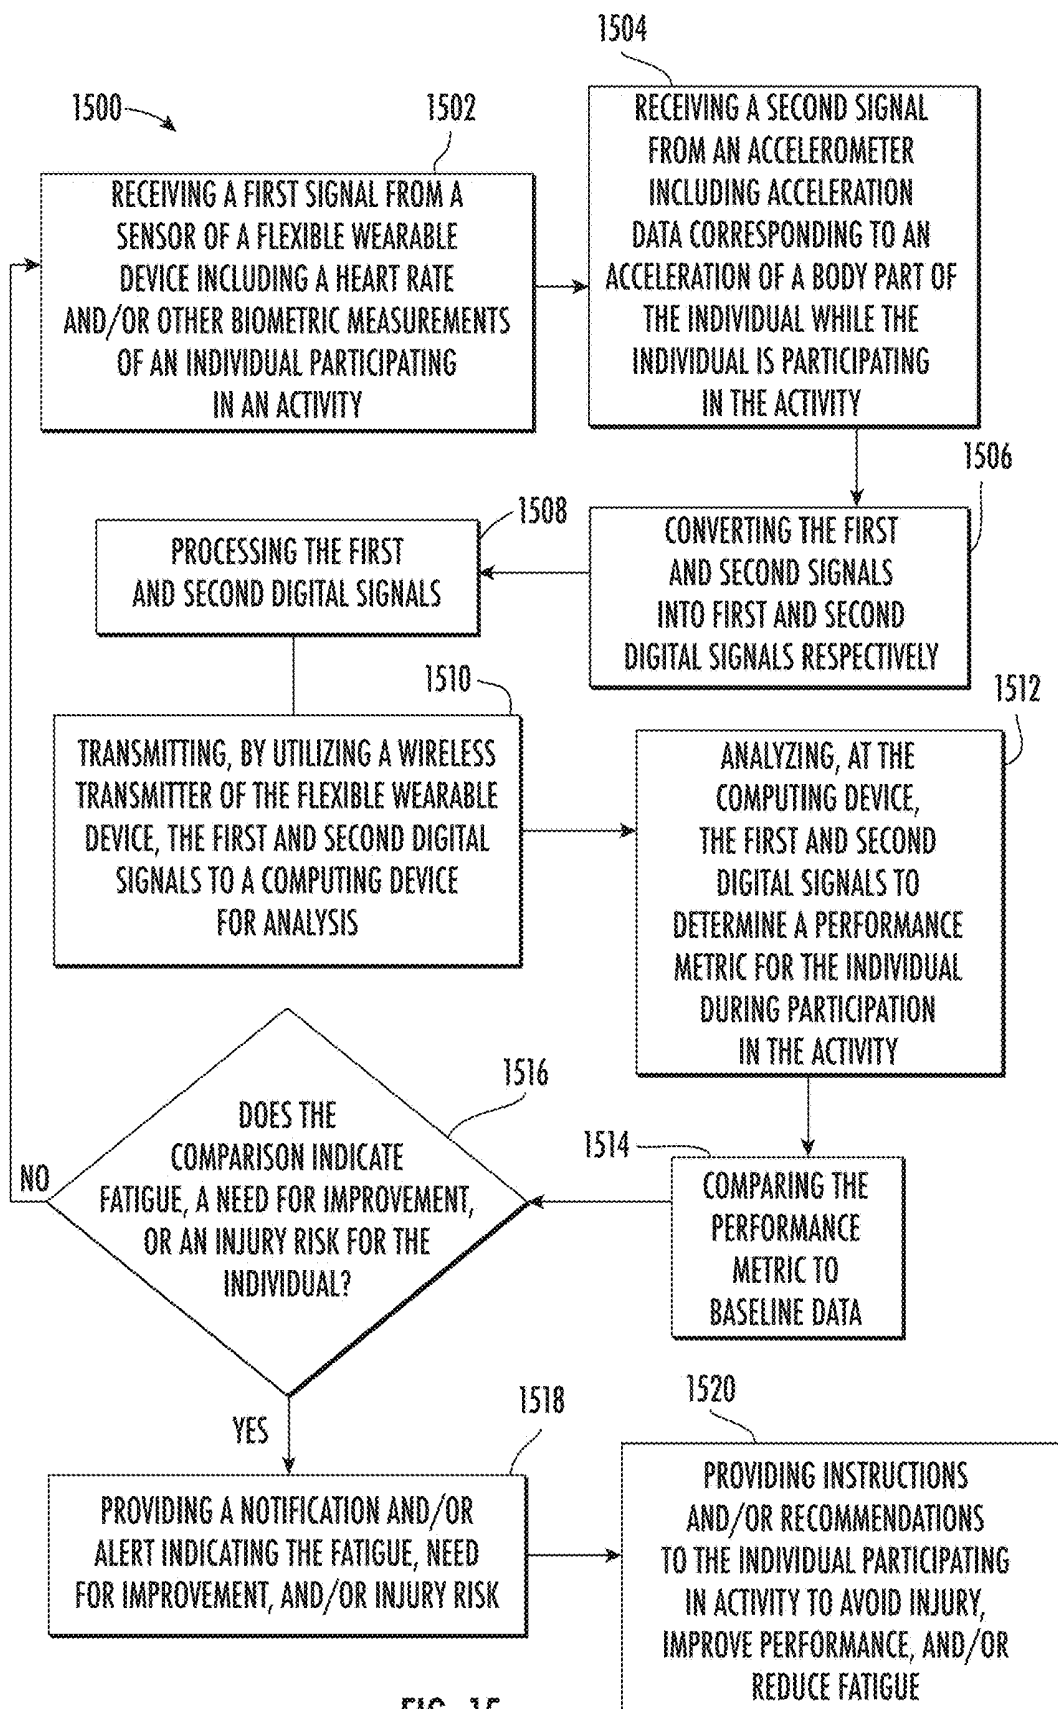 1500
1502
RECEIVING A FIRST SIGNAL FROM A
SENSOR OF A FLEXIBLE WEARABLE
DEVICE INCLUDING A HEART RATE
AND/OR OTHER BIOMETRIC MEASUREMENTS
OF AN INDIVIDUAL PARTICIPATING
IN AN ACTIVITY
1504
RECEIVING A SECOND SIGNAL
FROM AN ACCELEROMETER
INCLUDING ACCELERATION
DATA CORRESPONDING TO AN
ACCELERATION OF A BODY PART OF
THE INDIVIDUAL WHILE THE
INDIVIDUAL IS PARTICIPATING
IN THE ACTIVITY
1506
CONVERTING THE FIRST
AND SECOND SIGNALS
INTO FIRST AND SECOND
DIGITAL SIGNALS RESPECTIVELY
1508
PROCESSING THE FIRST
AND SECOND DIGITAL SIGNALS
1510
TRANSMITTING, BY UTILIZING A WIRELESS
TRANSMITTER OF THE FLEXIBLE WEARABLE
DEVICE, THE FIRST AND SECOND DIGITAL
SIGNALS TO A COMPUTING DEVICE
FOR ANALYSIS
1512
ANALYZING, AT THE
COMPUTING DEVICE,
THE FIRST AND SECOND
DIGITAL SIGNALS TO
DETERMINE A PERFORMANCE
METRIC FOR THE INDIVIDUAL
DURING PARTICIPATION
IN THE ACTIVITY
1514
COMPARING THE
PERFORMANCE
METRIC TO
BASELINE DATA
1516
DOES THE
COMPARISON INDICATE
FATIGUE, A NEED FOR IMPROVEMENT,
OR AN INJURY RISK FOR THE
INDIVIDUAL?
NO
YES
1518
PROVIDING A NOTIFICATION AND/OR
ALERT INDICATING THE FATIGUE, NEED
FOR IMPROVEMENT, AND/OR INJURY RISK
1520
PROVIDING INSTRUCTIONS
AND/OR RECOMMENDATIONS
TO THE INDIVIDUAL PARTICIPATING
IN ACTIVITY TO AVOID INJURY,
IMPROVE PERFORMANCE, AND/OR
REDUCE FATIGUE
FIG. 15